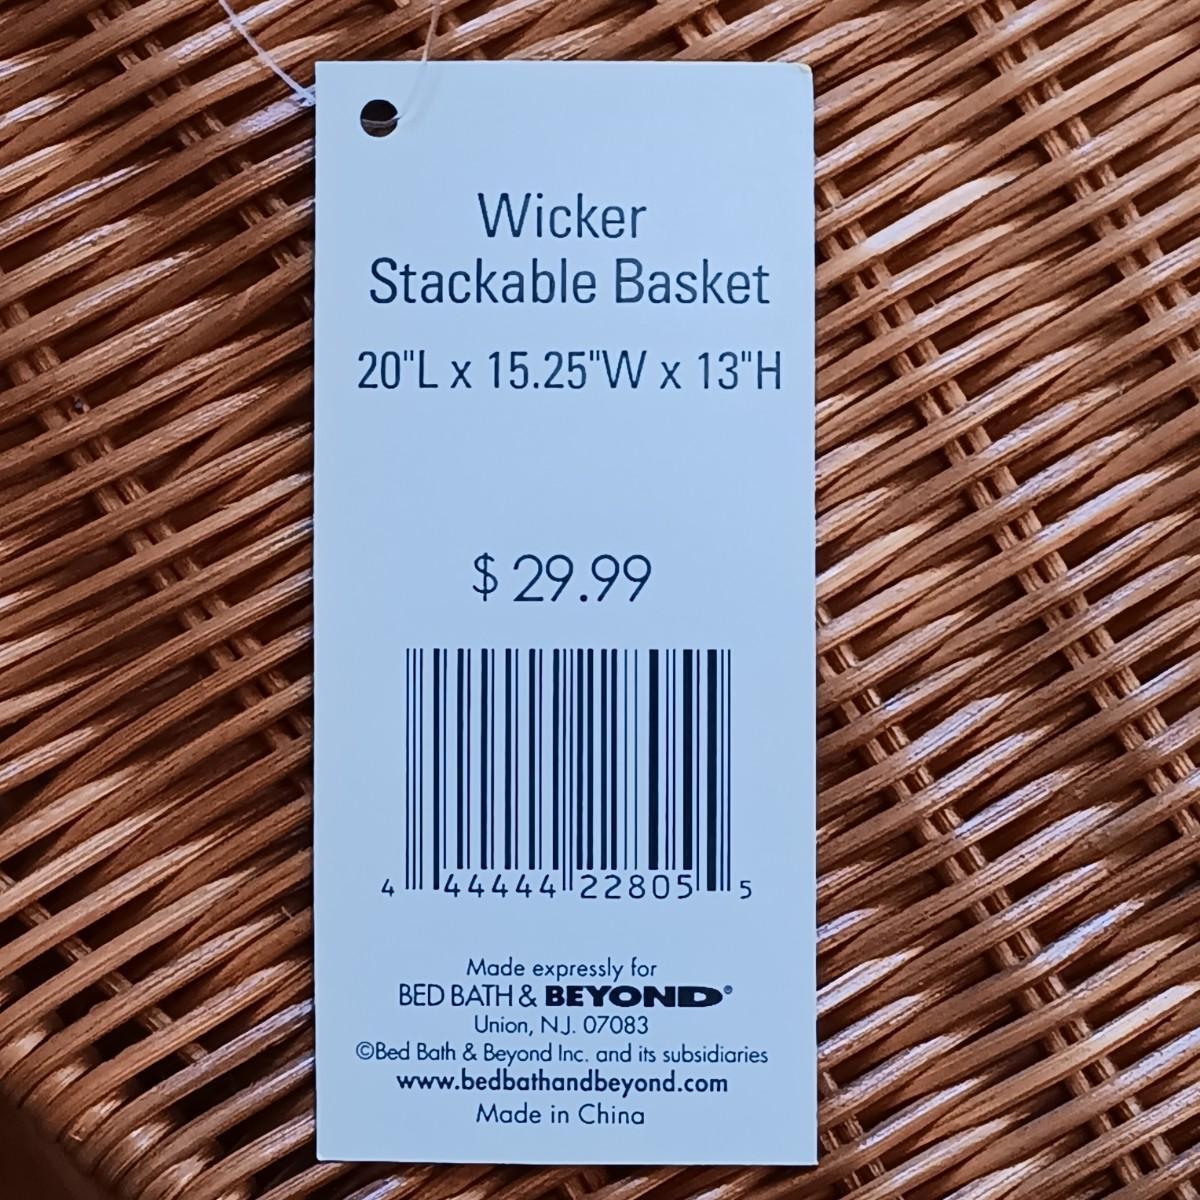 Wicker
Stackable Basket
20"L x 15.25"W x 13"H
$ 29.99
4 44444 22805 5
Made expressly for
BED BATH & BEYOND®
Union, N.J. 07083
©Bed Bath & Beyond Inc. and its subsidiaries
www.bedbathandbeyond.com
Made in China